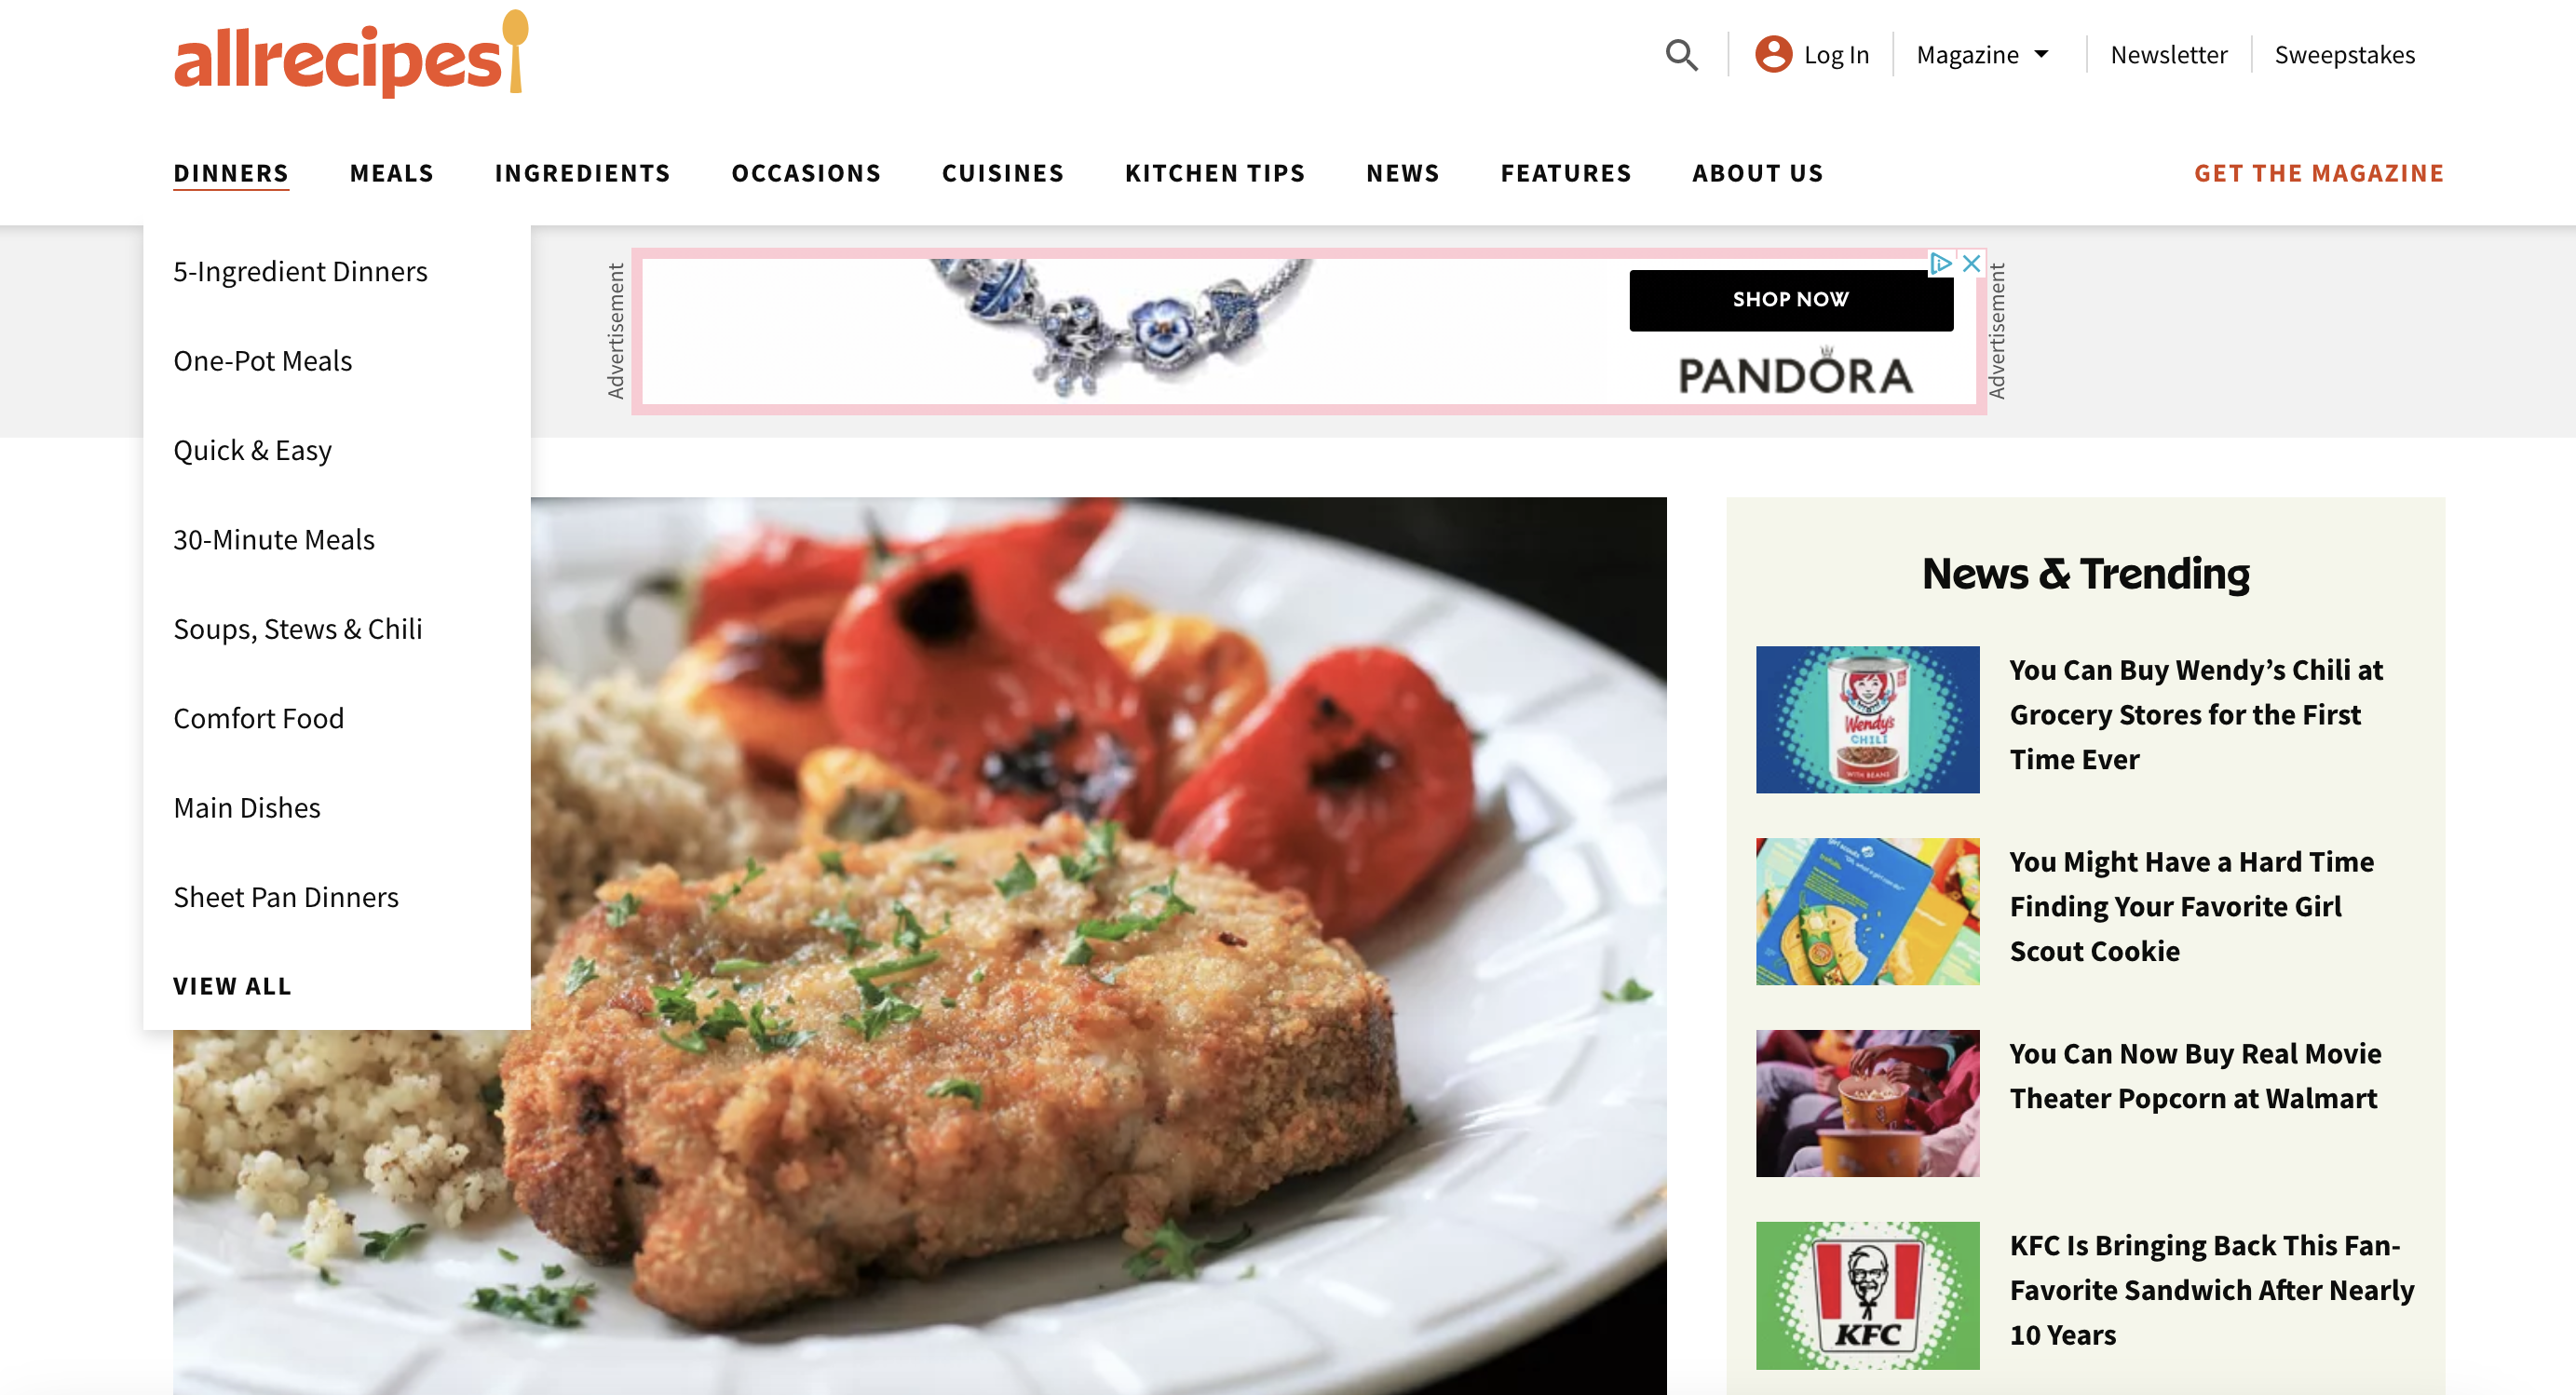 allrecipes
Log In
Magazine
Newsletter
Sweepstakes
DINNERS
MEALS
INGREDIENTS
OCCASIONS
CUISINES
KITCHEN TIPS
NEWS
FEATURES
ABOUT US
GET THE MAGAZINE
5-Ingredient Dinners
One-Pot Meals
Quick & Easy
30-Minute Meals
Soups, Stews & Chili
Comfort Food
Main Dishes
Sheet Pan Dinners
VIEW ALL
Advertisement
SHOP NOW
PANDORA
Advertisement
News & Trending
Wendy's
CHILI
WITH BEANS
You Can Buy Wendy’s Chili at
Grocery Stores for the First
Time Ever
girl scouts
You Might Have a Hard Time
Finding Your Favorite Girl
Scout Cookie
You Can Now Buy Real Movie
Theater Popcorn at Walmart
KFC
KFC Is Bringing Back This Fan-
Favorite Sandwich After Nearly
10 Years